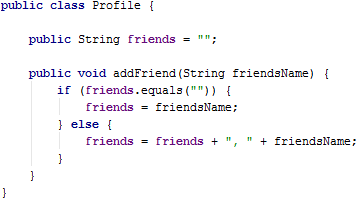 public class Profile {
public String friends = "";
public void addFriend(String friendsName) {
if (friends.equals("")) {
friends = friendsName;
} else {
friends = friends + ", " + friendsName;
}
}
}